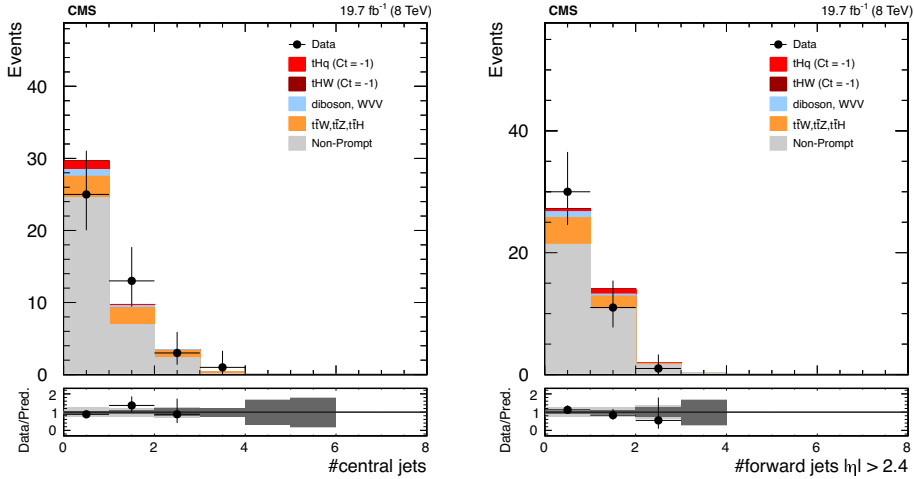 CMS 19.7 fb⁻¹ (8 TeV)
Events
Data
tHq (Ct = -1)
tHW (Ct = -1)
diboson, WVV
tt̄W,tt̄Z,tt̄H
Non-Prompt
40
30
20
10
0
Data/Pred.
2
1
0
0 2 4 6 8
#central jets
CMS 19.7 fb⁻¹ (8 TeV)
Events
Data
tHq (Ct = -1)
tHW (Ct = -1)
diboson, WVV
tt̄W,tt̄Z,tt̄H
Non-Prompt
40
20
0
Data/Pred.
2
1
0
0 2 4 6 8
#forward jets |η| > 2.4